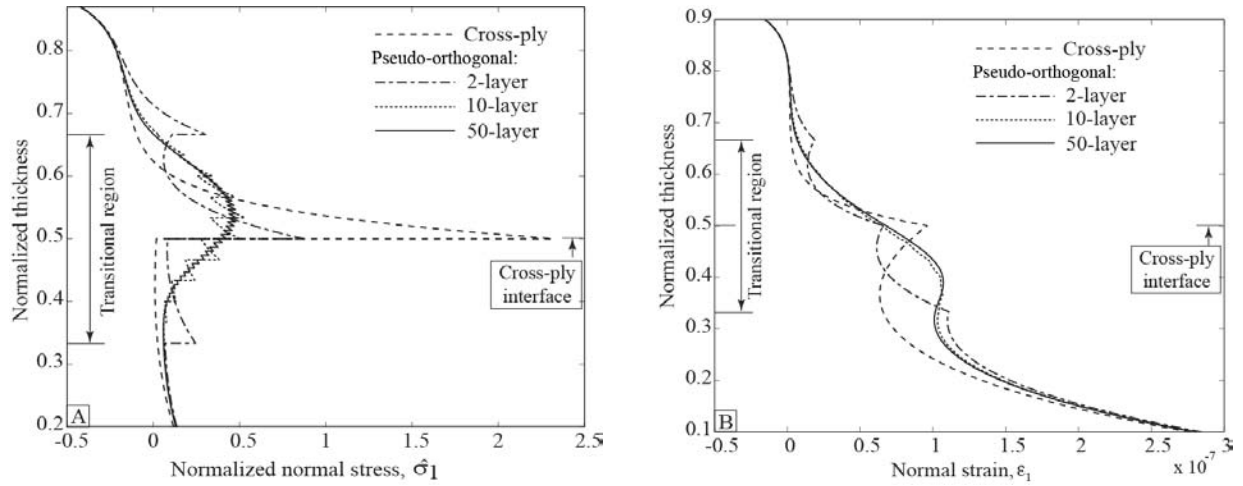 Cross-ply
Pseudo-orthogonal:
2-layer
10-layer
50-layer
Normalized thickness
0.8
0.7
0.6
0.5
0.4
0.3
0.2
Transitional region
Cross-ply
interface
A
-0.5
0
0.5
1
1.5
2
2.5
Normalized normal stress, σ̂1
Cross-ply
Pseudo-orthogonal:
2-layer
10-layer
50-layer
Normalized thickness
0.9
0.8
0.7
0.6
0.5
0.4
0.3
0.2
0.1
Transitional region
Cross-ply
interface
B
-0.5
0
0.5
1
1.5
2
2.5
3
x 10⁻⁷
Normal strain, ε₁